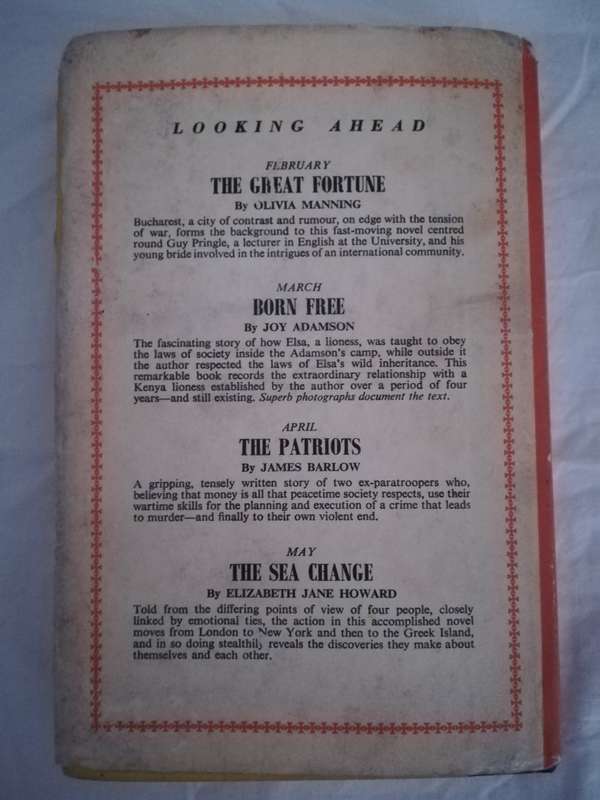 LOOKING AHEAD
FEBRUARY
THE GREAT FORTUNE
By OLIVIA MANNING
Bucharest, a city of contrast and rumour, on edge with the tension
of war, forms the background to this fast-moving novel centred
round Guy Pringle, a lecturer in English at the University, and his
young bride involved in the intrigues of an international community.
MARCH
BORN FREE
By JOY ADAMSON
The fascinating story of how Elsa, a lioness, was taught to obey
the laws of society inside the Adamson's camp, while outside it
the author respected the laws of Elsa's wild inheritance. This
remarkable book records the extraordinary relationship with a
Kenya lioness established by the author over a period of four
years—and still existing. Superb photographs document the text.
APRIL
THE PATRIOTS
By JAMES BARLOW
A gripping, tensely written story of two ex-paratroopers who,
believing that money is all that peacetime society respects, use their
wartime skills for the planning and execution of a crime that leads
to murder—and finally to their own violent end.
MAY
THE SEA CHANGE
By ELIZABETH JANE HOWARD
Told from the differing points of view of four people, closely
linked by emotional ties, the action in this accomplished novel
moves from London to New York and then to the Greek Island,
and in so doing stealthily reveals the discoveries they make about
themselves and each other.